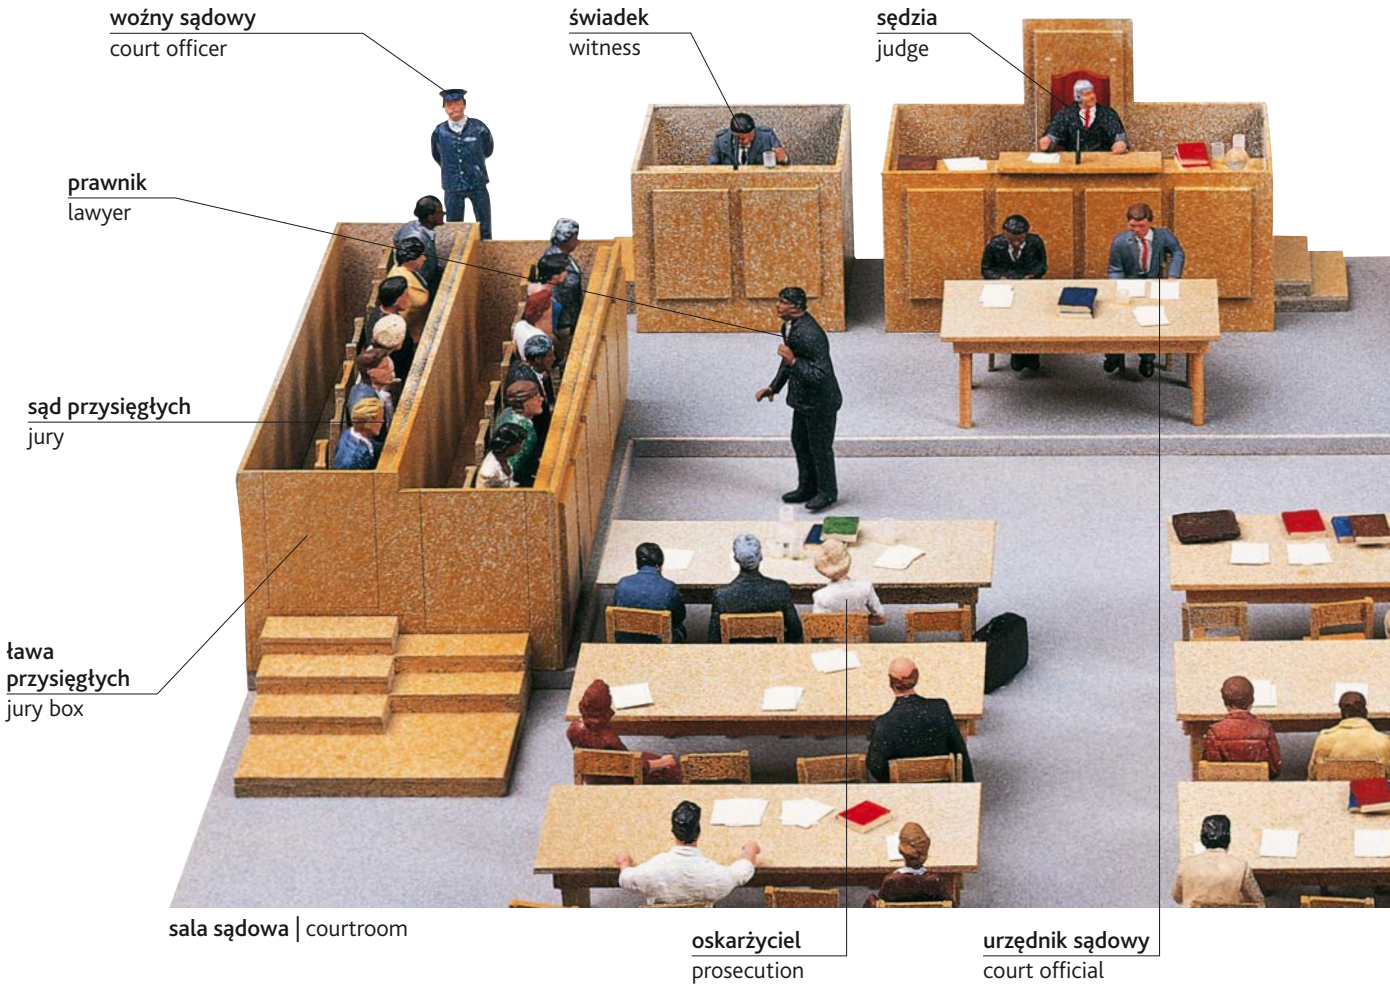 woźny sądowy
court officer
świadek
witness
sędzia
judge
prawnik
lawyer
sąd przysięgłych
jury
ława
przysięgłych
jury box
sala sądowa | courtroom
oskarżyciel
prosecution
urzędnik sądowy
court official